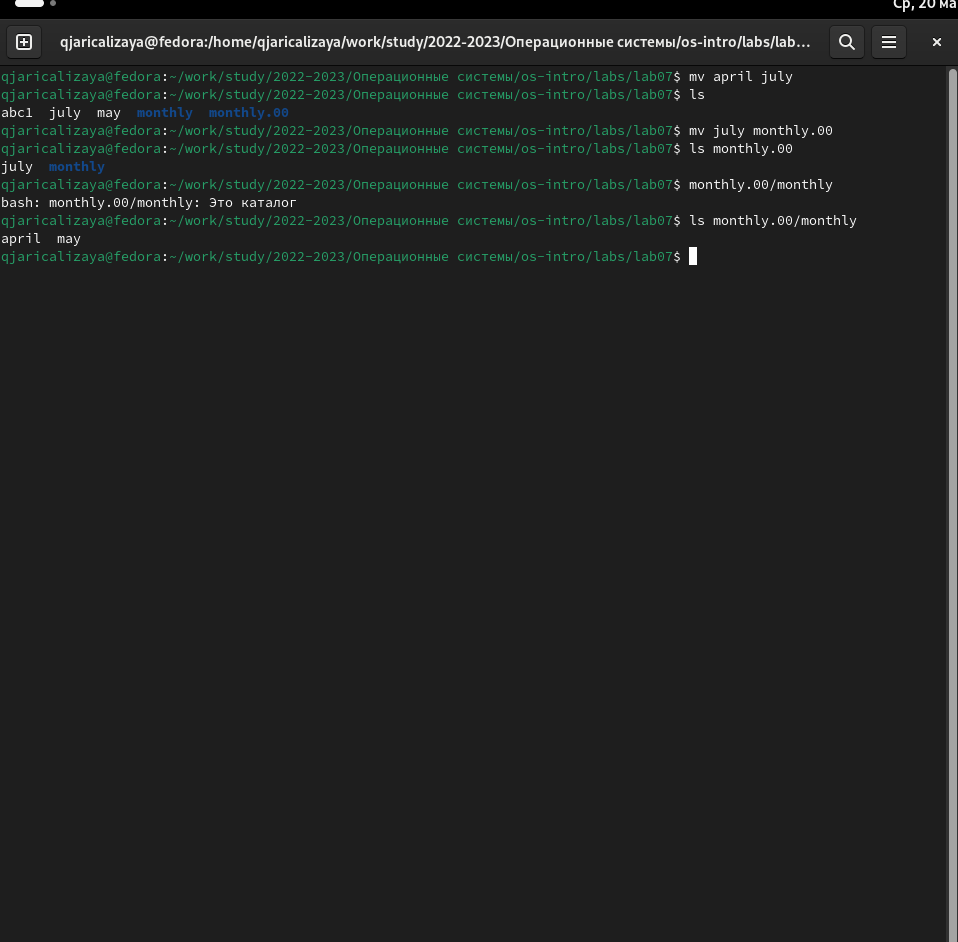 Ср, 20 ма
qjaricalizaya@fedora:/home/qjaricalizaya/work/study/2022-2023/Операционные системы/os-intro/labs/lab...
qjaricalizaya@fedora:~/work/study/2022-2023/Операционные системы/os-intro/labs/lab07$ mv april july
qjaricalizaya@fedora:~/work/study/2022-2023/Операционные системы/os-intro/labs/lab07$ ls
abc1  july  may  monthly  monthly.00
qjaricalizaya@fedora:~/work/study/2022-2023/Операционные системы/os-intro/labs/lab07$ mv july monthly.00
qjaricalizaya@fedora:~/work/study/2022-2023/Операционные системы/os-intro/labs/lab07$ ls monthly.00
july  monthly
qjaricalizaya@fedora:~/work/study/2022-2023/Операционные системы/os-intro/labs/lab07$ monthly.00/monthly
bash: monthly.00/monthly: Это каталог
qjaricalizaya@fedora:~/work/study/2022-2023/Операционные системы/os-intro/labs/lab07$ ls monthly.00/monthly
april  may
qjaricalizaya@fedora:~/work/study/2022-2023/Операционные системы/os-intro/labs/lab07$